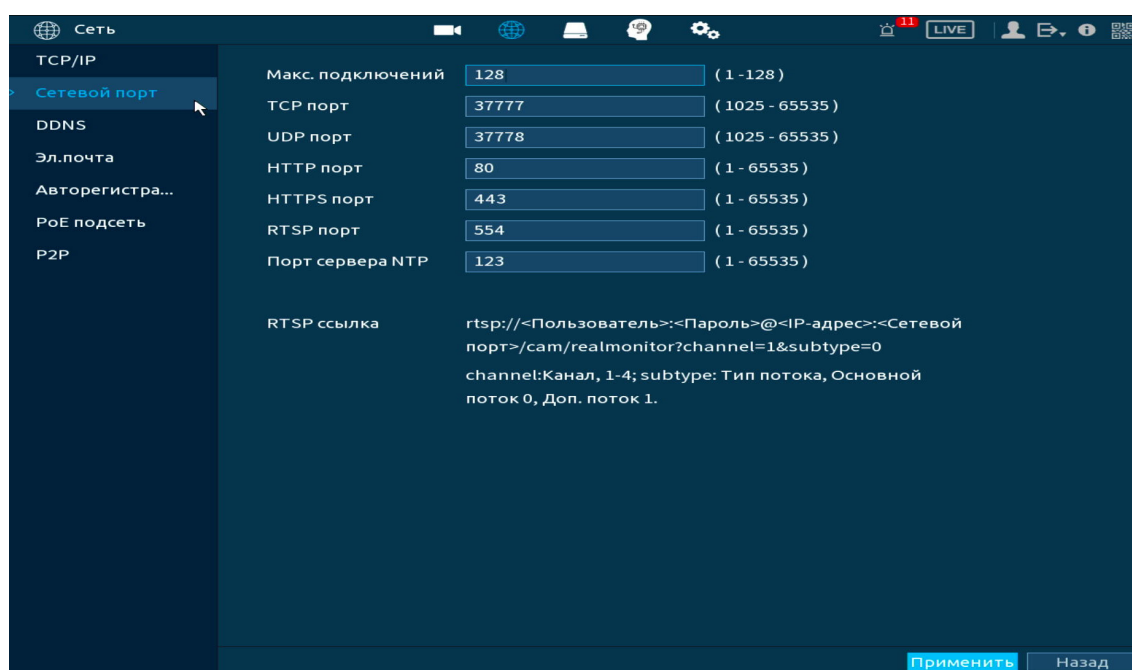 Сеть
11
LIVE
TCP/IP
Сетевой порт
DDNS
Эл.почта
Авторегистра...
PoE подсеть
P2P
Макс. подключений 128 (1-128)
TCP порт 37777 (1025 - 65535)
UDP порт 37778 (1025 - 65535)
HTTP порт 80 (1 - 65535)
HTTPS порт 443 (1 - 65535)
RTSP порт 554 (1 - 65535)
Порт сервера NTP 123 (1 - 65535)
RTSP ссылка rtsp://<Пользователь>:<Пароль>@<IP-адрес>:<Сетевой
порт>/cam/realmonitor?channel=1&subtype=0
channel:Канал, 1-4; subtype: Тип потока, Основной
поток 0, Доп. поток 1.
Применить Назад